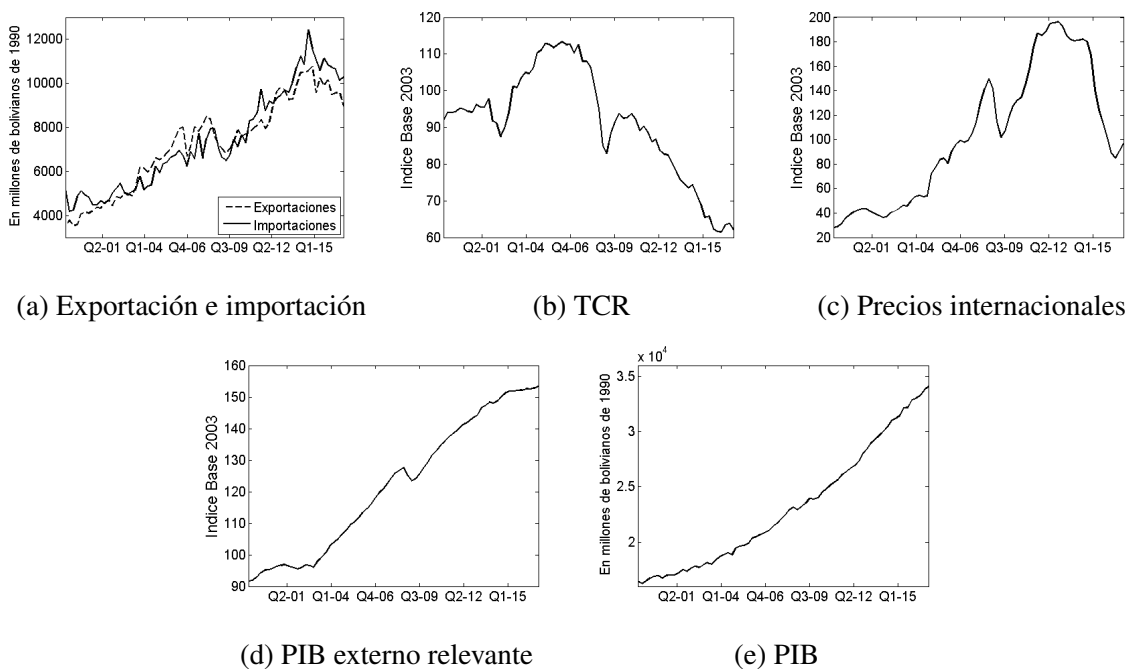 En millones de bolivianos de 1990
12000
10000
8000
6000
4000
Exportaciones
Importaciones
Q2-01 Q1-04 Q4-06 Q3-09 Q2-12 Q1-15
(a) Exportación e importación
Indice Base 2003
120
110
100
90
80
70
60
Q2-01 Q1-04 Q4-06 Q3-09 Q2-12 Q1-15
(b) TCR
Indice Base 2003
200
180
160
140
120
100
80
60
40
20
Q2-01 Q1-04 Q4-06 Q3-09 Q2-12 Q1-15
(c) Precios internacionales
Indice Base 2003
160
150
140
130
120
110
100
90
Q2-01 Q1-04 Q4-06 Q3-09 Q2-12 Q1-15
(d) PIB externo relevante
En millones de bolivianos de 1990
x 10⁴
3.5
3
2.5
2
Q2-01 Q1-04 Q4-06 Q3-09 Q2-12 Q1-15
(e) PIB